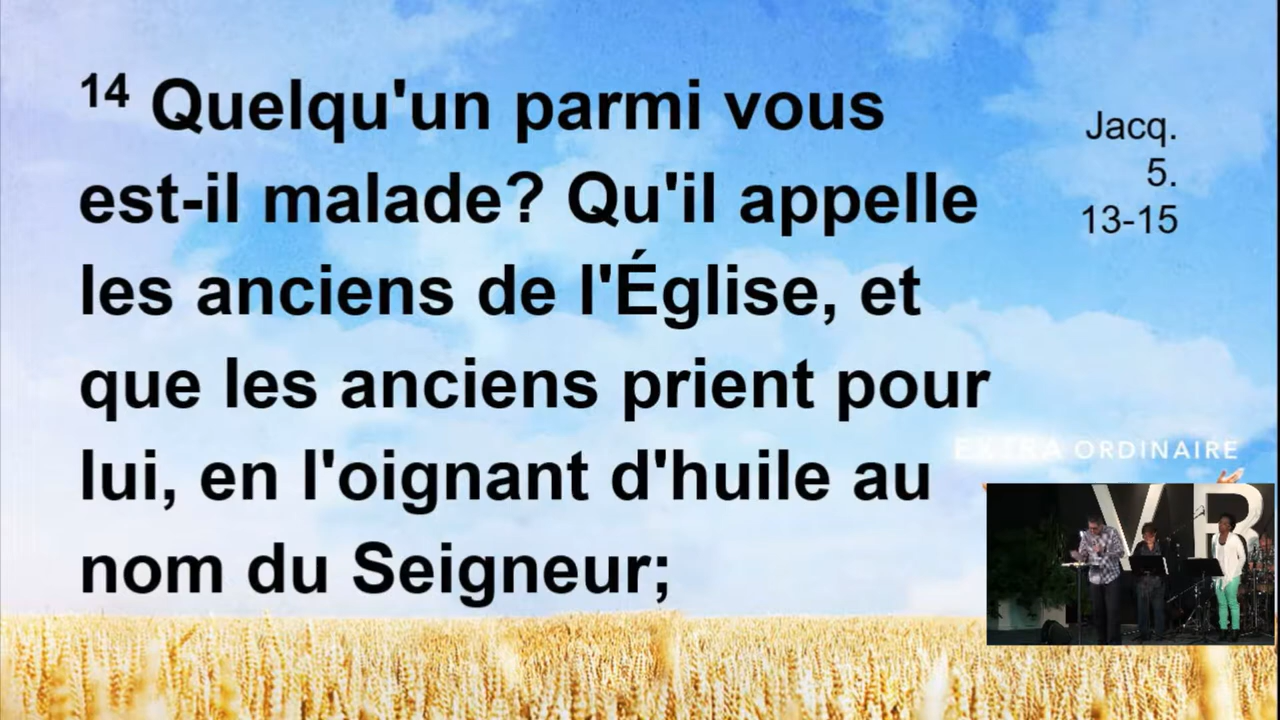 14 Quelqu'un parmi vous
est-il malade? Qu'il appelle
les anciens de l'Église, et
que les anciens prient pour
lui, en l'oignant d'huile au
nom du Seigneur;
Jacq.
5.
13-15
EXTRA ORDINAIRE
V R